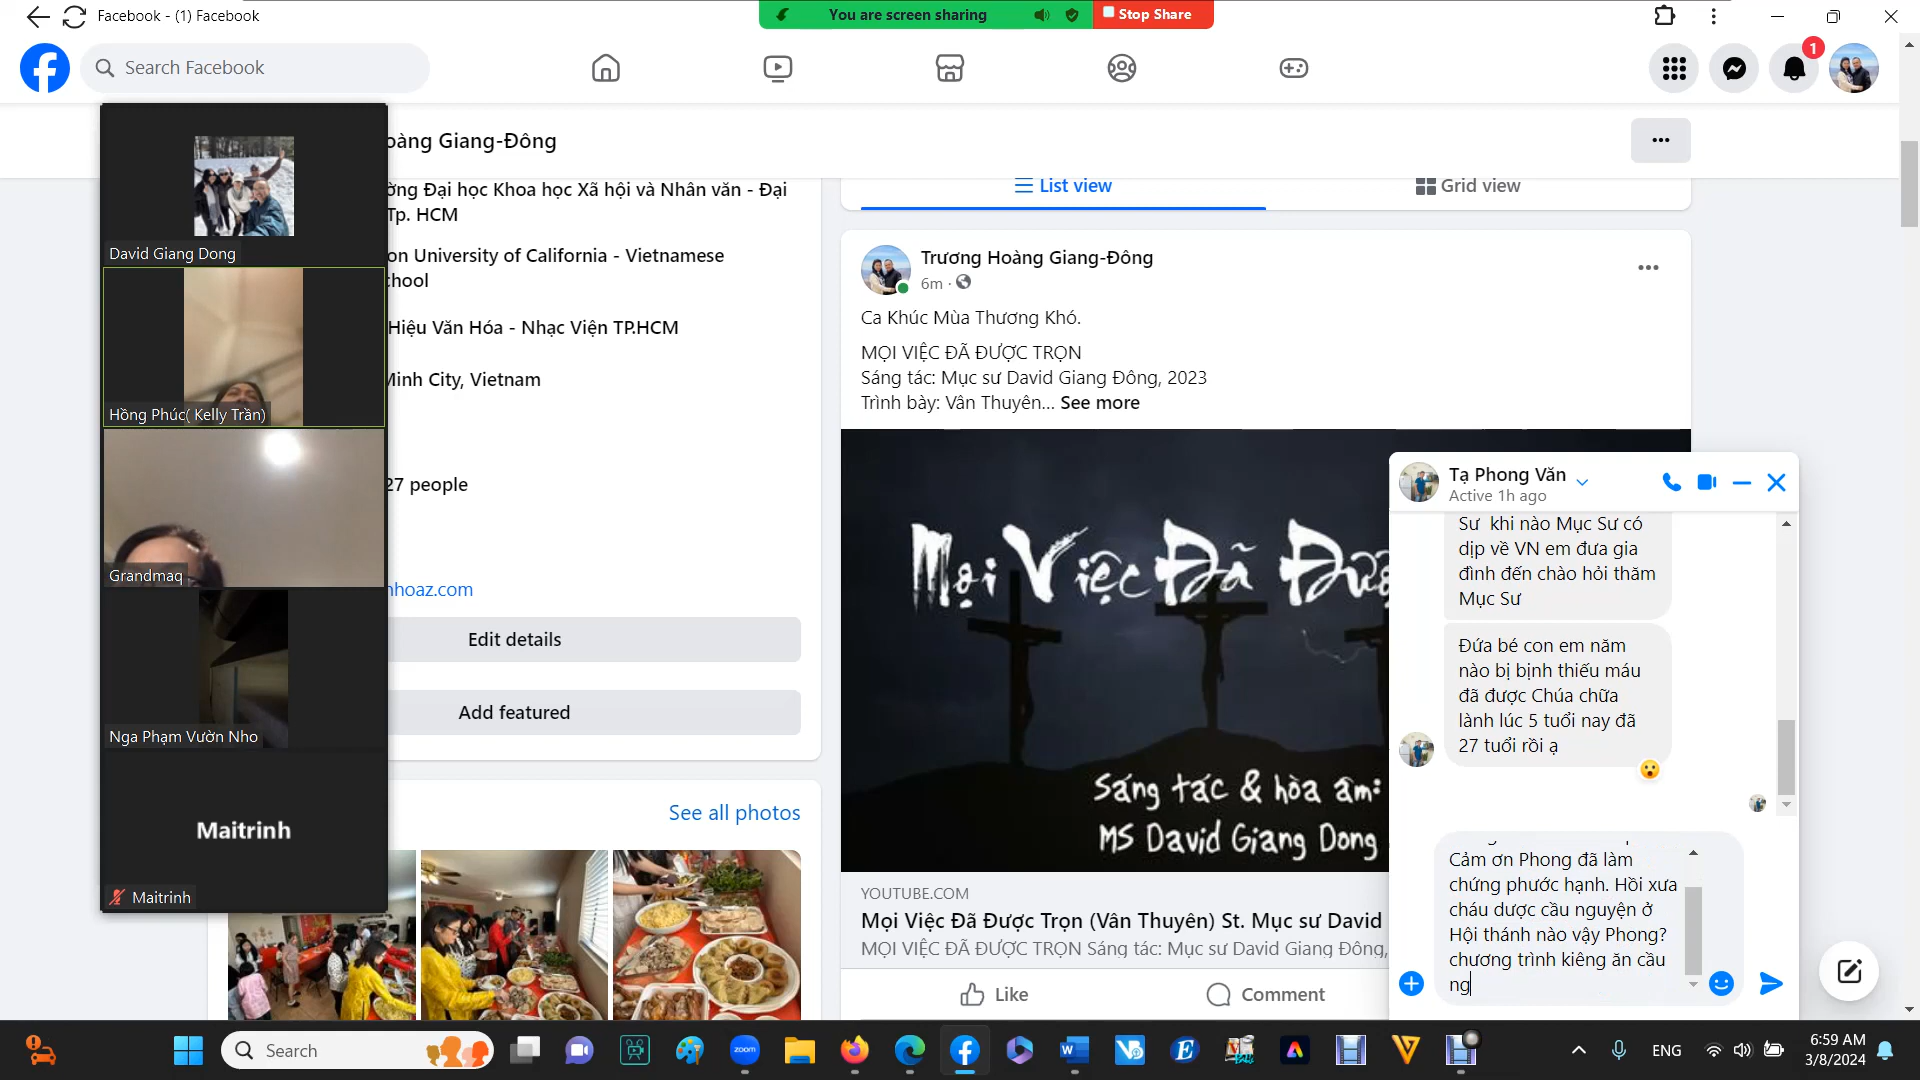 Facebook - (1) Facebook
You are screen sharing
Stop Share
Search Facebook
1
oàng Giang-Đông
ờng Đại học Khoa học Xã hội và Nhân văn - Đại
Tp. HCM
on University of California - Vietnamese
chool
Hiệu Văn Hóa - Nhạc Viện TP.HCM
Minh City, Vietnam
27 people
nhoaz.com
Edit details
Add featured
See all photos
David Giang Dong
Hồng Phúc( Kelly Trần)
Grandmaq
Nga Phạm Vườn Nho
Maitrinh
Maitrinh
List view
Grid view
Trương Hoàng Giang-Đông
6m ·
Ca Khúc Mùa Thương Khó.
MỌI VIỆC ĐÃ ĐƯỢC TRỌN
Sáng tác: Mục sư David Giang Đông, 2023
Trình bày: Vân Thuyên... See more
Mọi Việc Đã Đượ
Sáng tác & hòa âm:
MS David Giang Dong
YOUTUBE.COM
Mọi Việc Đã Được Trọn (Vân Thuyên) St. Mục sư David
MỌI VIỆC ĐÃ ĐƯỢC TRỌN Sáng tác: Mục sư David Giang Đông,
Like
Comment
Tạ Phong Văn
Active 1h ago
Sư khi nào Mục Sư có
dịp về VN em đưa gia
đình đến chào hỏi thăm
Mục Sư
Đứa bé con em năm
nào bị bịnh thiếu máu
đã được Chúa chữa
lành lúc 5 tuổi nay đã
27 tuổi rồi ạ
Cảm ơn Phong đã làm
chứng phước hạnh. Hồi xưa
cháu dược cầu nguyện ở
Hội thánh nào vậy Phong?
chương trình kiêng ăn cầu
ng
Search
zoom
ENG
6:59 AM
3/8/2024